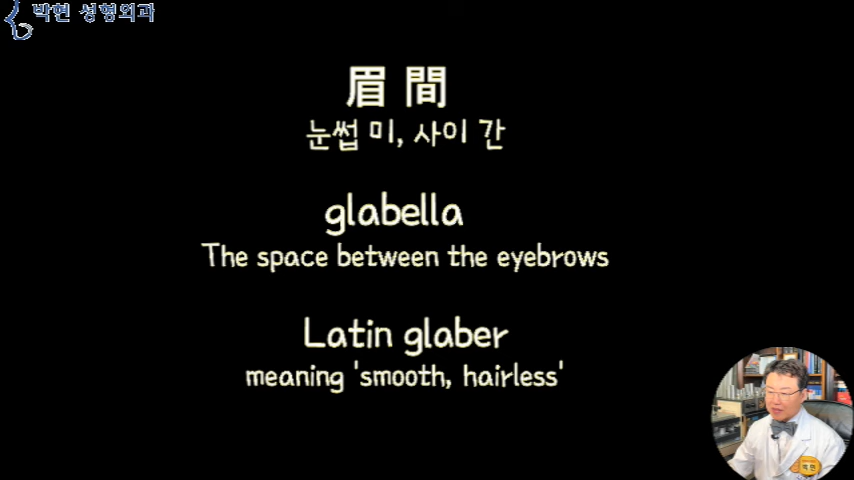 박현 성형외과
眉間
눈썹 미, 사이 간
glabella
The space between the eyebrows
Latin glaber
meaning 'smooth, hairless'